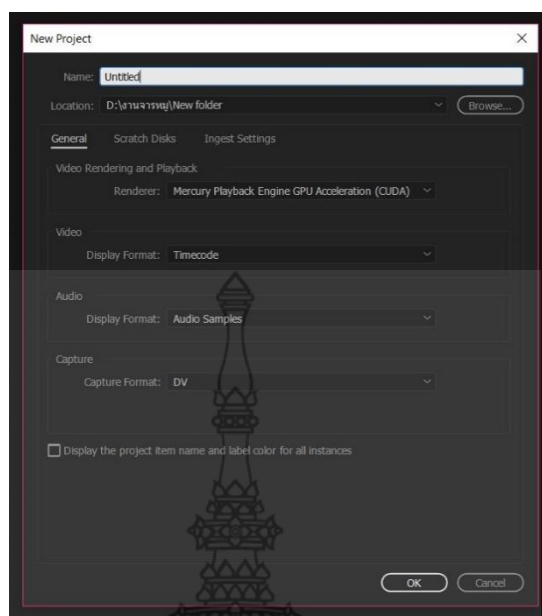 New Project
Name: Untitled
Location: D:\งานจารหมู\New folder Browse...
General Scratch Disks Ingest Settings
Video Rendering and Playback
Renderer: Mercury Playback Engine GPU Acceleration (CUDA)
Video
Display Format: Timecode
Audio
Display Format: Audio Samples
Capture
Capture Format: DV
Display the project item name and label color for all instances
OK Cancel